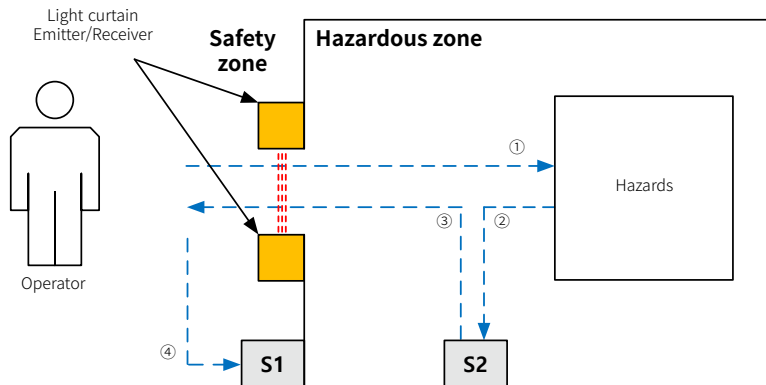 Light curtain
Emitter/Receiver
Safety
zone
Hazardous zone
①
Hazards
③
②
Operator
④
S1
S2